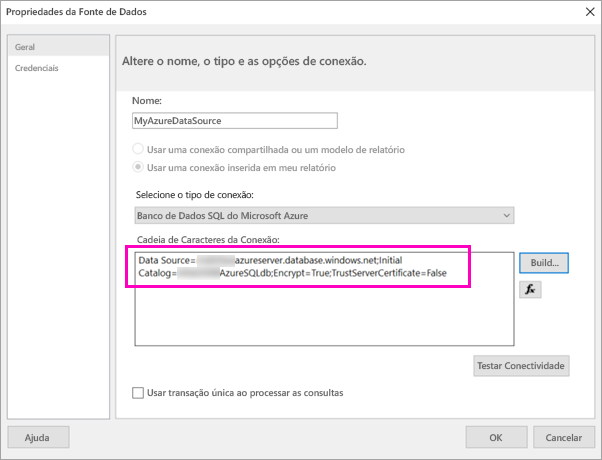 Propriedades da Fonte de Dados
Geral
Credenciais
Altere o nome, o tipo e as opções de conexão.
Nome:
MyAzureDataSource
Usar uma conexão compartilhada ou um modelo de relatório
Usar uma conexão inserida em meu relatório
Selecione o tipo de conexão:
Banco de Dados SQL do Microsoft Azure
Cadeia de Caracteres da Conexão:
Data Source= azureserver.database.windows.net;Initial
Catalog= AzureSQLdb;Encrypt=True;TrustServerCertificate=False
Build...
fx
Testar Conectividade
Usar transação única ao processar as consultas
Ajuda
OK
Cancelar